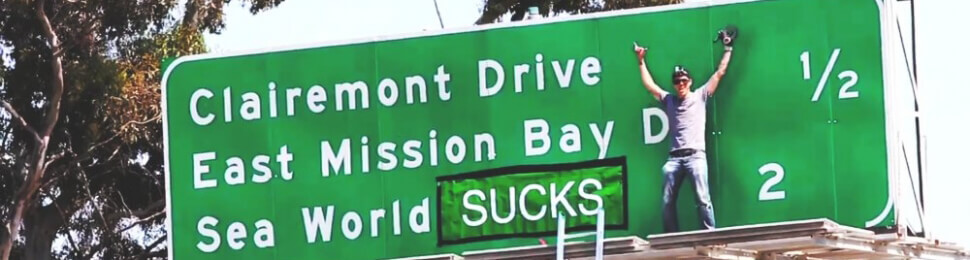 Clairemont Drive 1/2
East Mission Bay D 2
Sea World SUCKS